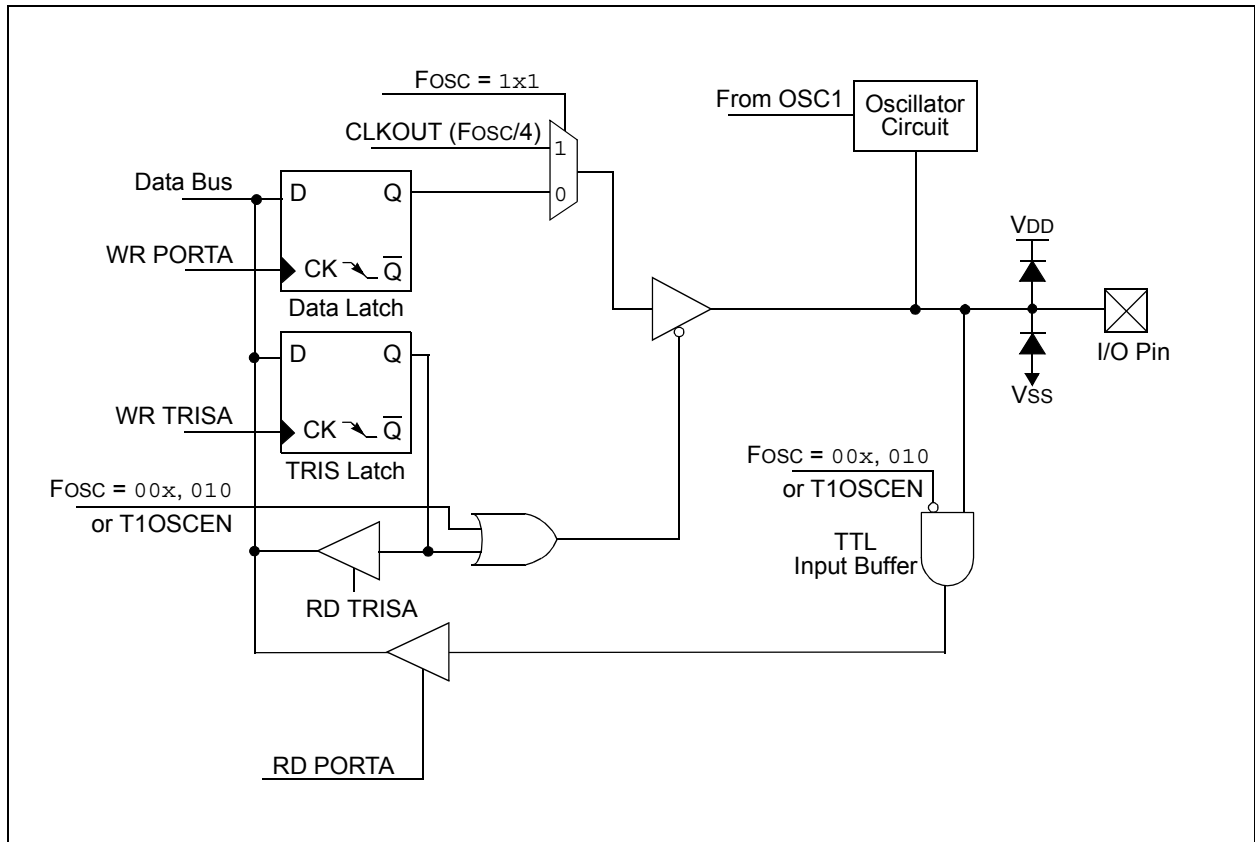 FOSC = 1x1
CLKOUT (FOSC/4)
1
0
From OSC1
Oscillator
Circuit
Data Bus
D Q
WR PORTA
CK Q̅
Data Latch
VDD
I/O Pin
VSS
D Q
WR TRISA
CK Q̅
TRIS Latch
FOSC = 00x, 010
or T1OSCEN
FOSC = 00x, 010
or T1OSCEN
TTL
Input Buffer
RD TRISA
RD PORTA